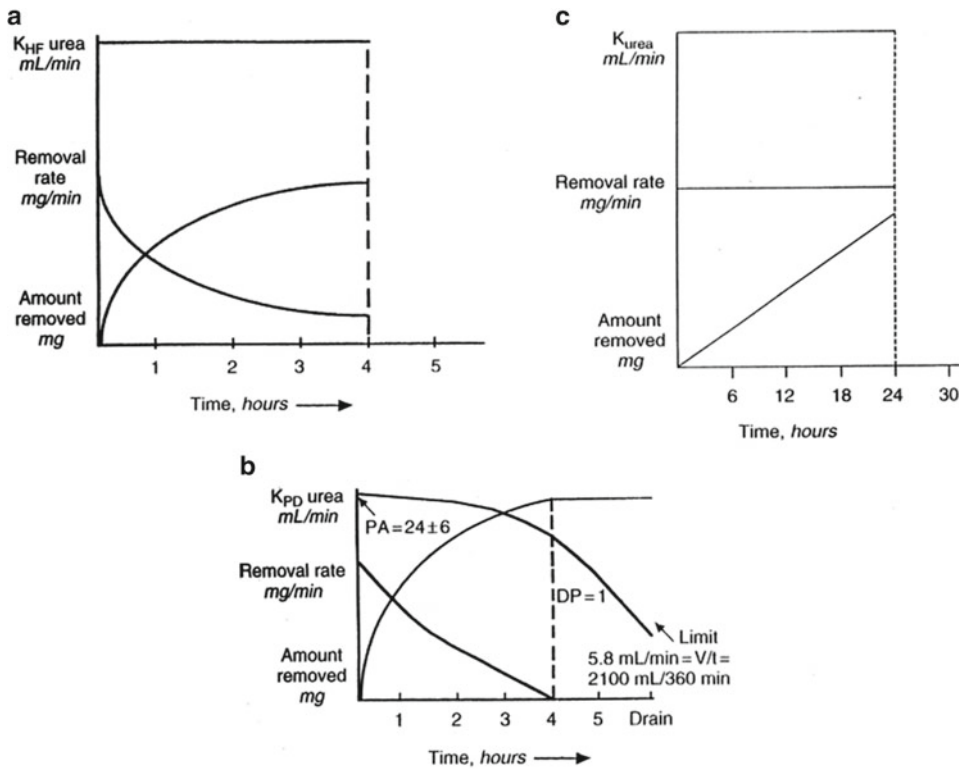 a
K_HF urea
mL/min
Removal
rate
mg/min
Amount
removed
mg
1 2 3 4 5
Time, hours
c
K_urea
mL/min
Removal rate
mg/min
Amount
removed
mg
6 12 18 24 30
Time, hours
b
K_PD urea
mL/min
PA=24±6
Removal rate
mg/min
DP=1
Limit
5.8 mL/min=V/t=
2100 mL/360 min
Amount
removed
mg
1 2 3 4 5 Drain
Time, hours